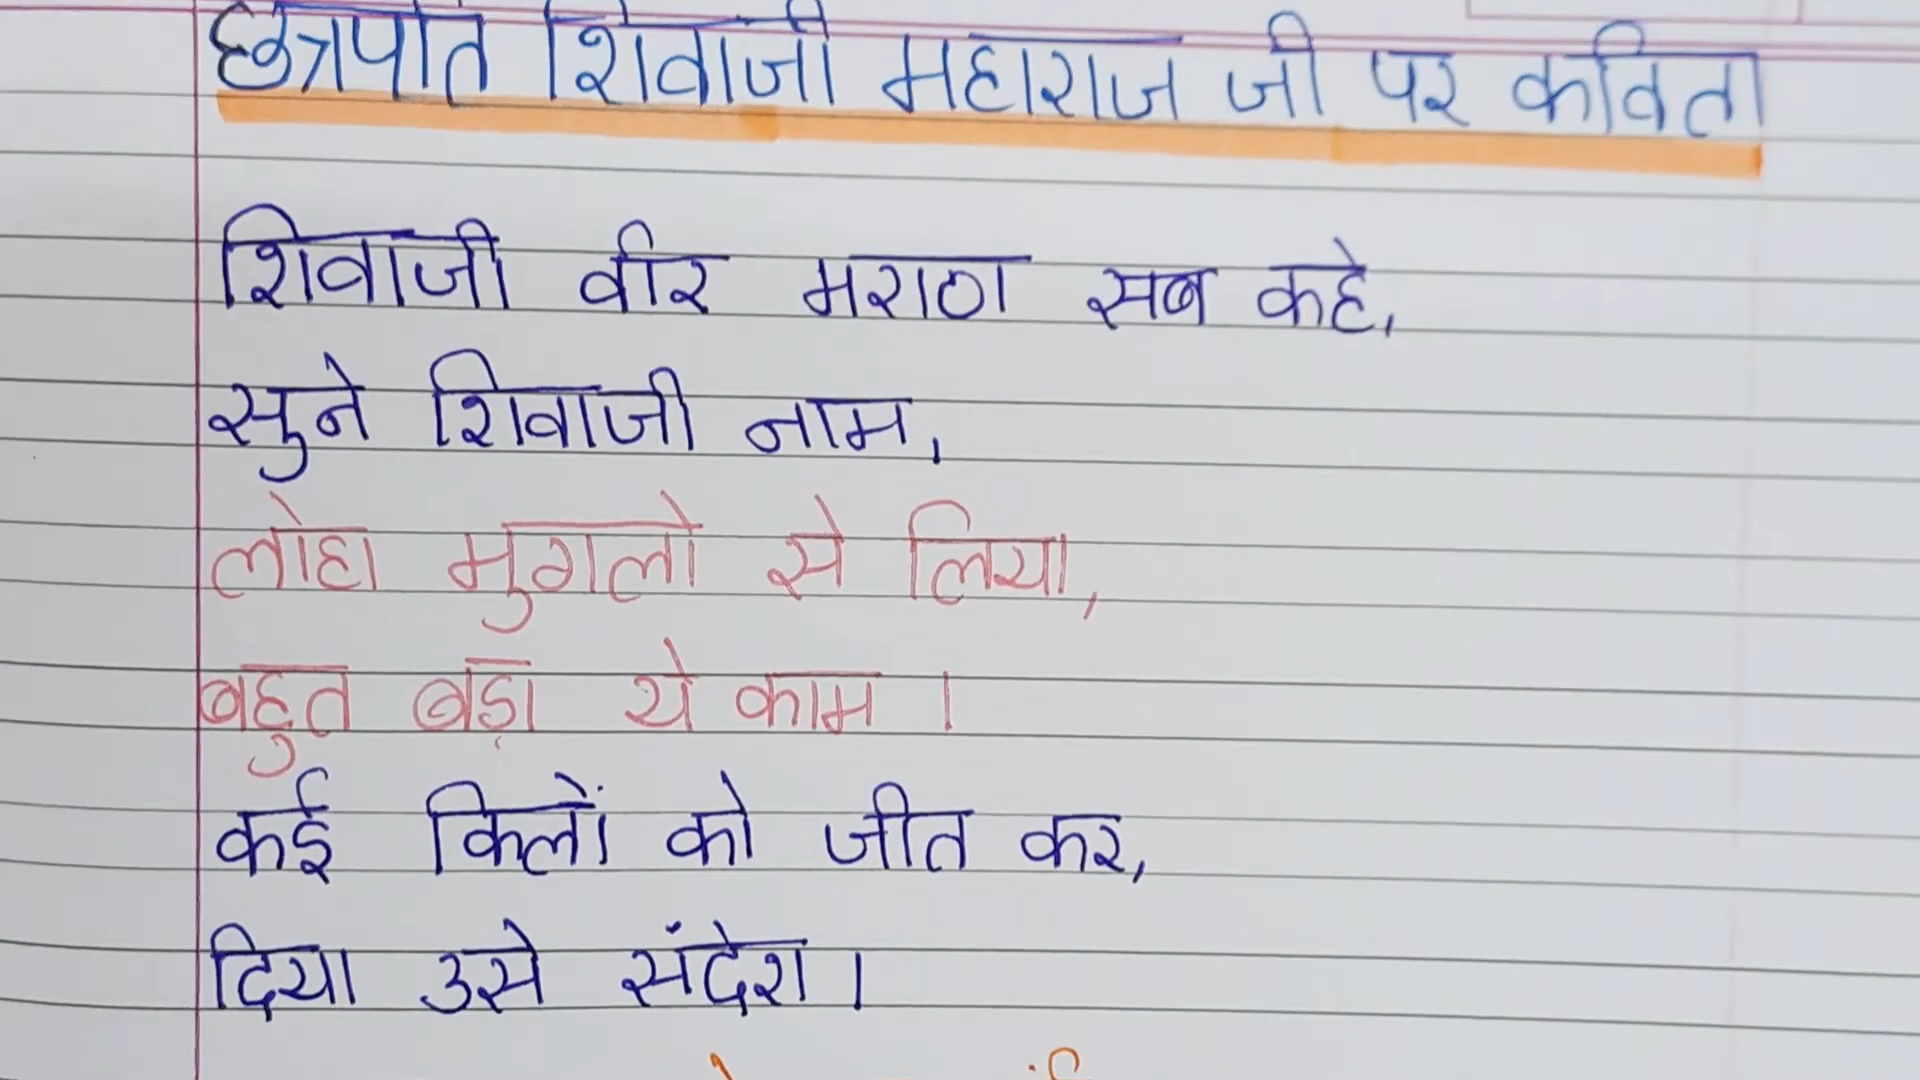 छत्रपति शिवाजी महाराज जी पर कविता
शिवाजी वीर मराठा सब कहे,
सुने शिवाजी नाम,
लोहा मुगलो से लिया,
बहुत बड़ा ये काम ।
कई किलों को जीत कर,
दिया उसे संदेश ।